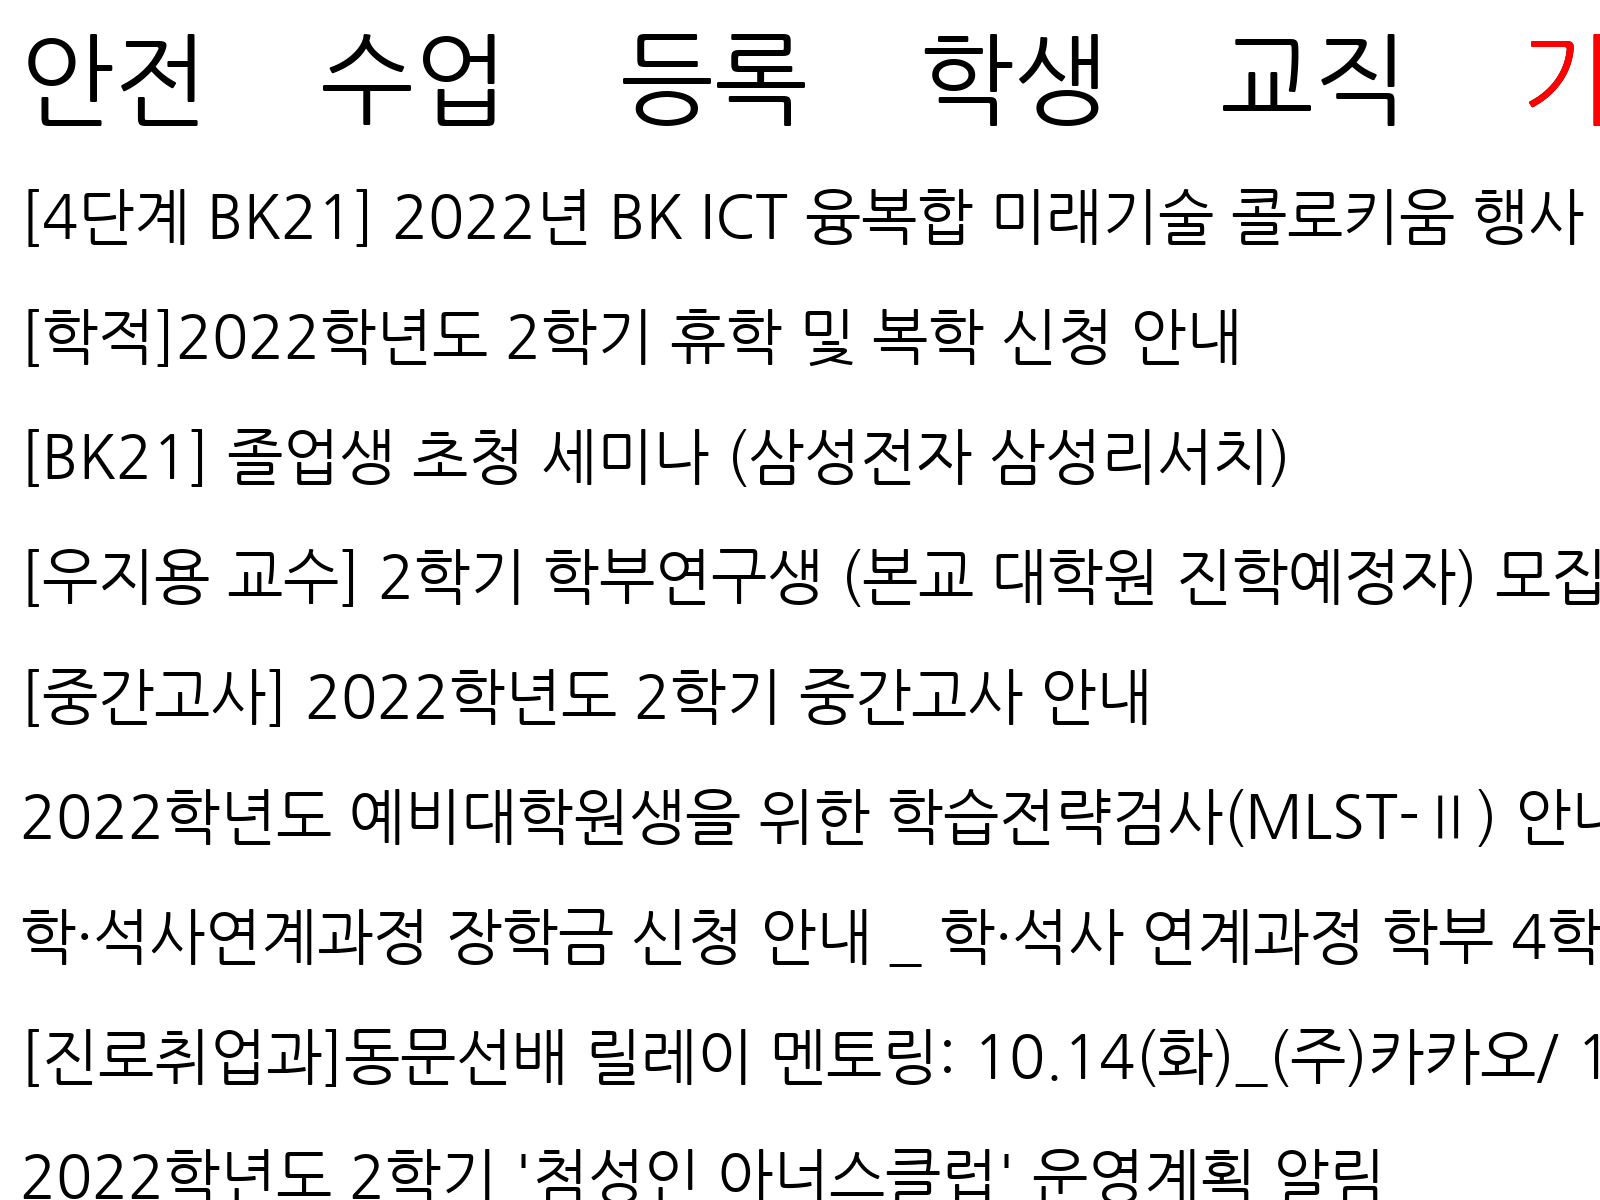 안전 수업 등록 학생 교직
[4단계 BK21] 2022년 BK ICT 융복합 미래기술 콜로키움 행사
[학적]2022학년도 2학기 휴학 및 복학 신청 안내
[BK21] 졸업생 초청 세미나 (삼성전자 삼성리서치)
[우지용 교수] 2학기 학부연구생 (본교 대학원 진학예정자) 모집
[중간고사] 2022학년도 2학기 중간고사 안내
2022학년도 예비대학원생을 위한 학습전략검사(MLST-Ⅱ) 안내
학·석사연계과정 장학금 신청 안내 _ 학·석사 연계과정 학부 4학
[진로취업과]동문선배 릴레이 멘토링: 10.14(화)_(주)카카오/ 1
2022학년도 2학기 '첨성인 아너스클럽' 운영계획 알림